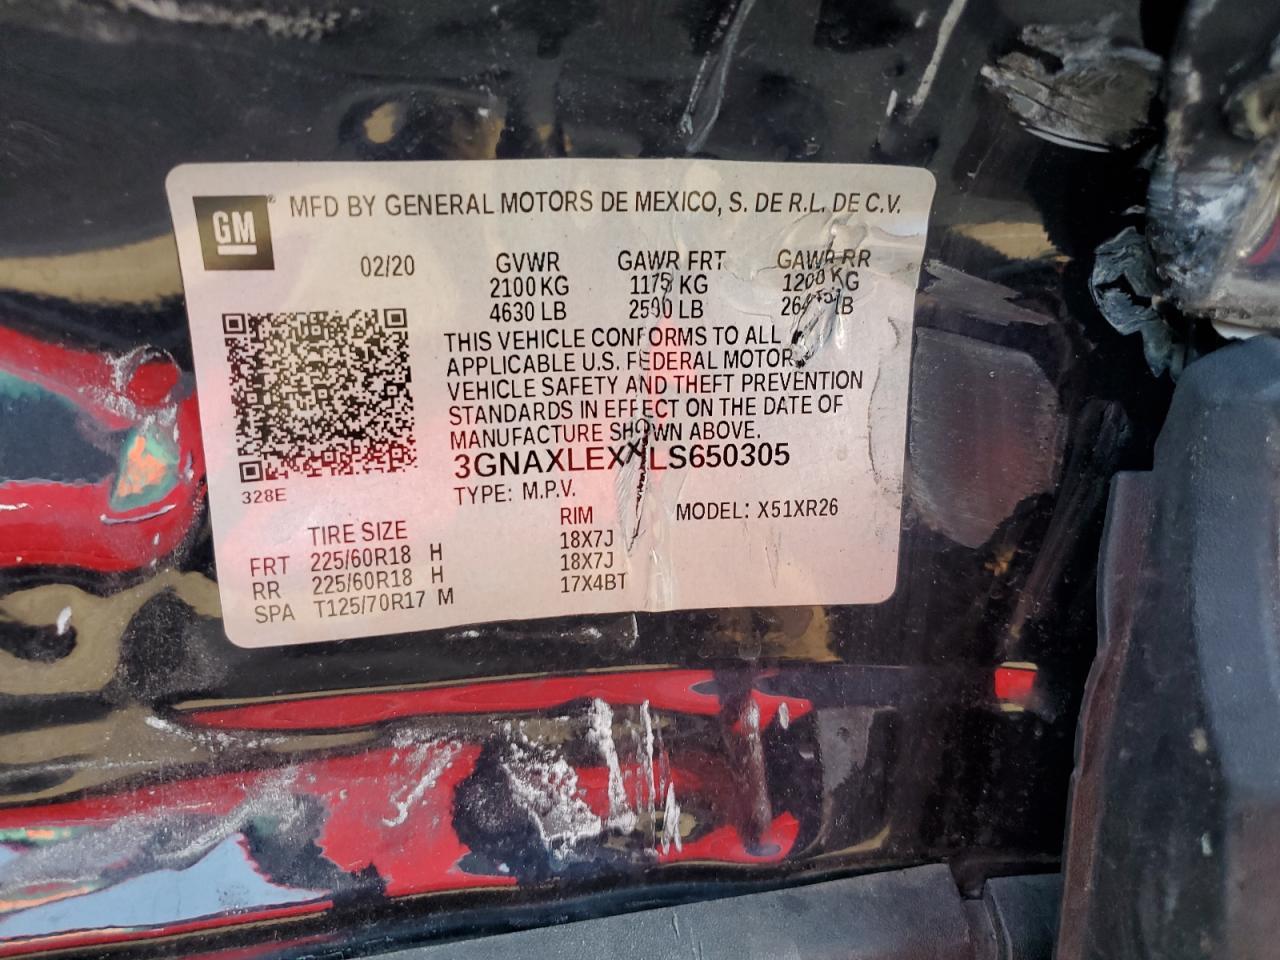 GM ® MFD BY GENERAL MOTORS DE MEXICO, S. DE R.L. DE C.V.
02/20 GVWR GAWR FRT GAWR RR
2100 KG 1175 KG 1200 KG
4630 LB 2590 LB LB
THIS VEHICLE CONFORMS TO ALL
APPLICABLE U.S. FEDERAL MOTOR
VEHICLE SAFETY AND THEFT PREVENTION
STANDARDS IN EFFECT ON THE DATE OF
MANUFACTURE SHOWN ABOVE.
328E
TYPE: M.P.V. MODEL: X51XR26
TIRE SIZE RIM
FRT 225/60R18 H 18X7J
RR 225/60R18 H 18X7J
SPA T125/70R17 M 17X4BT